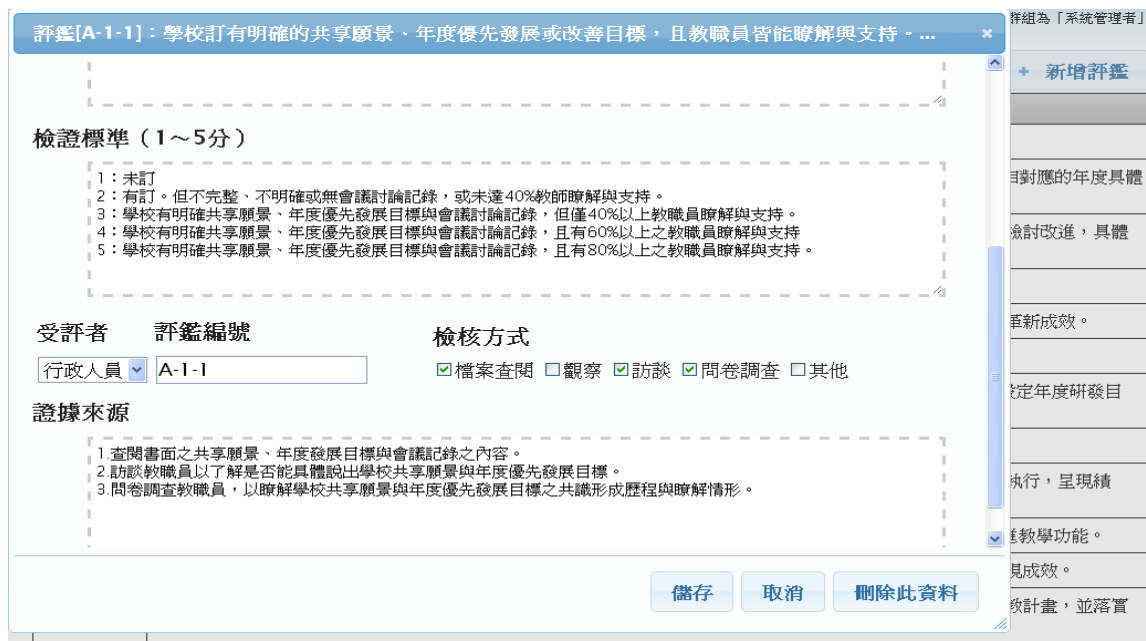 評鑑[A-1-1]：學校訂有明確的共享願景、年度優先發展或改善目標，且教職員皆能瞭解與支持。...
檢證標準（1～5分）
1：未訂
2：有訂。但不完整、不明確或無會議討論記錄，或未達40%教師瞭解與支持。
3：學校有明確共享願景、年度優先發展目標與會議討論記錄，但僅40%以上教職員瞭解與支持。
4：學校有明確共享願景、年度優先發展目標與會議討論記錄，且有60%以上之教職員瞭解與支持
5：學校有明確共享願景、年度優先發展目標與會議討論記錄，且有80%以上之教職員瞭解與支持。
受評者 評鑑編號 檢核方式
行政人員 A-1-1 檔案查閱 觀察 訪談 問卷調查 其他
證據來源
1.查閱書面之共享願景、年度發展目標與會議記錄之內容。
2.訪談教職員以了解是否能具體說出學校共享願景與年度優先發展目標。
3.問卷調查教職員，以瞭解學校共享願景與年度優先發展目標之共識形成歷程與瞭解情形。
儲存 取消 刪除此資料
群組為「系統管理者」
+ 新增評鑑
相對應的年度具體
檢討改進，具體
革新成效。
定年度研發目
執行，呈現績
進教學功能。
現成效。
教計畫，並落實